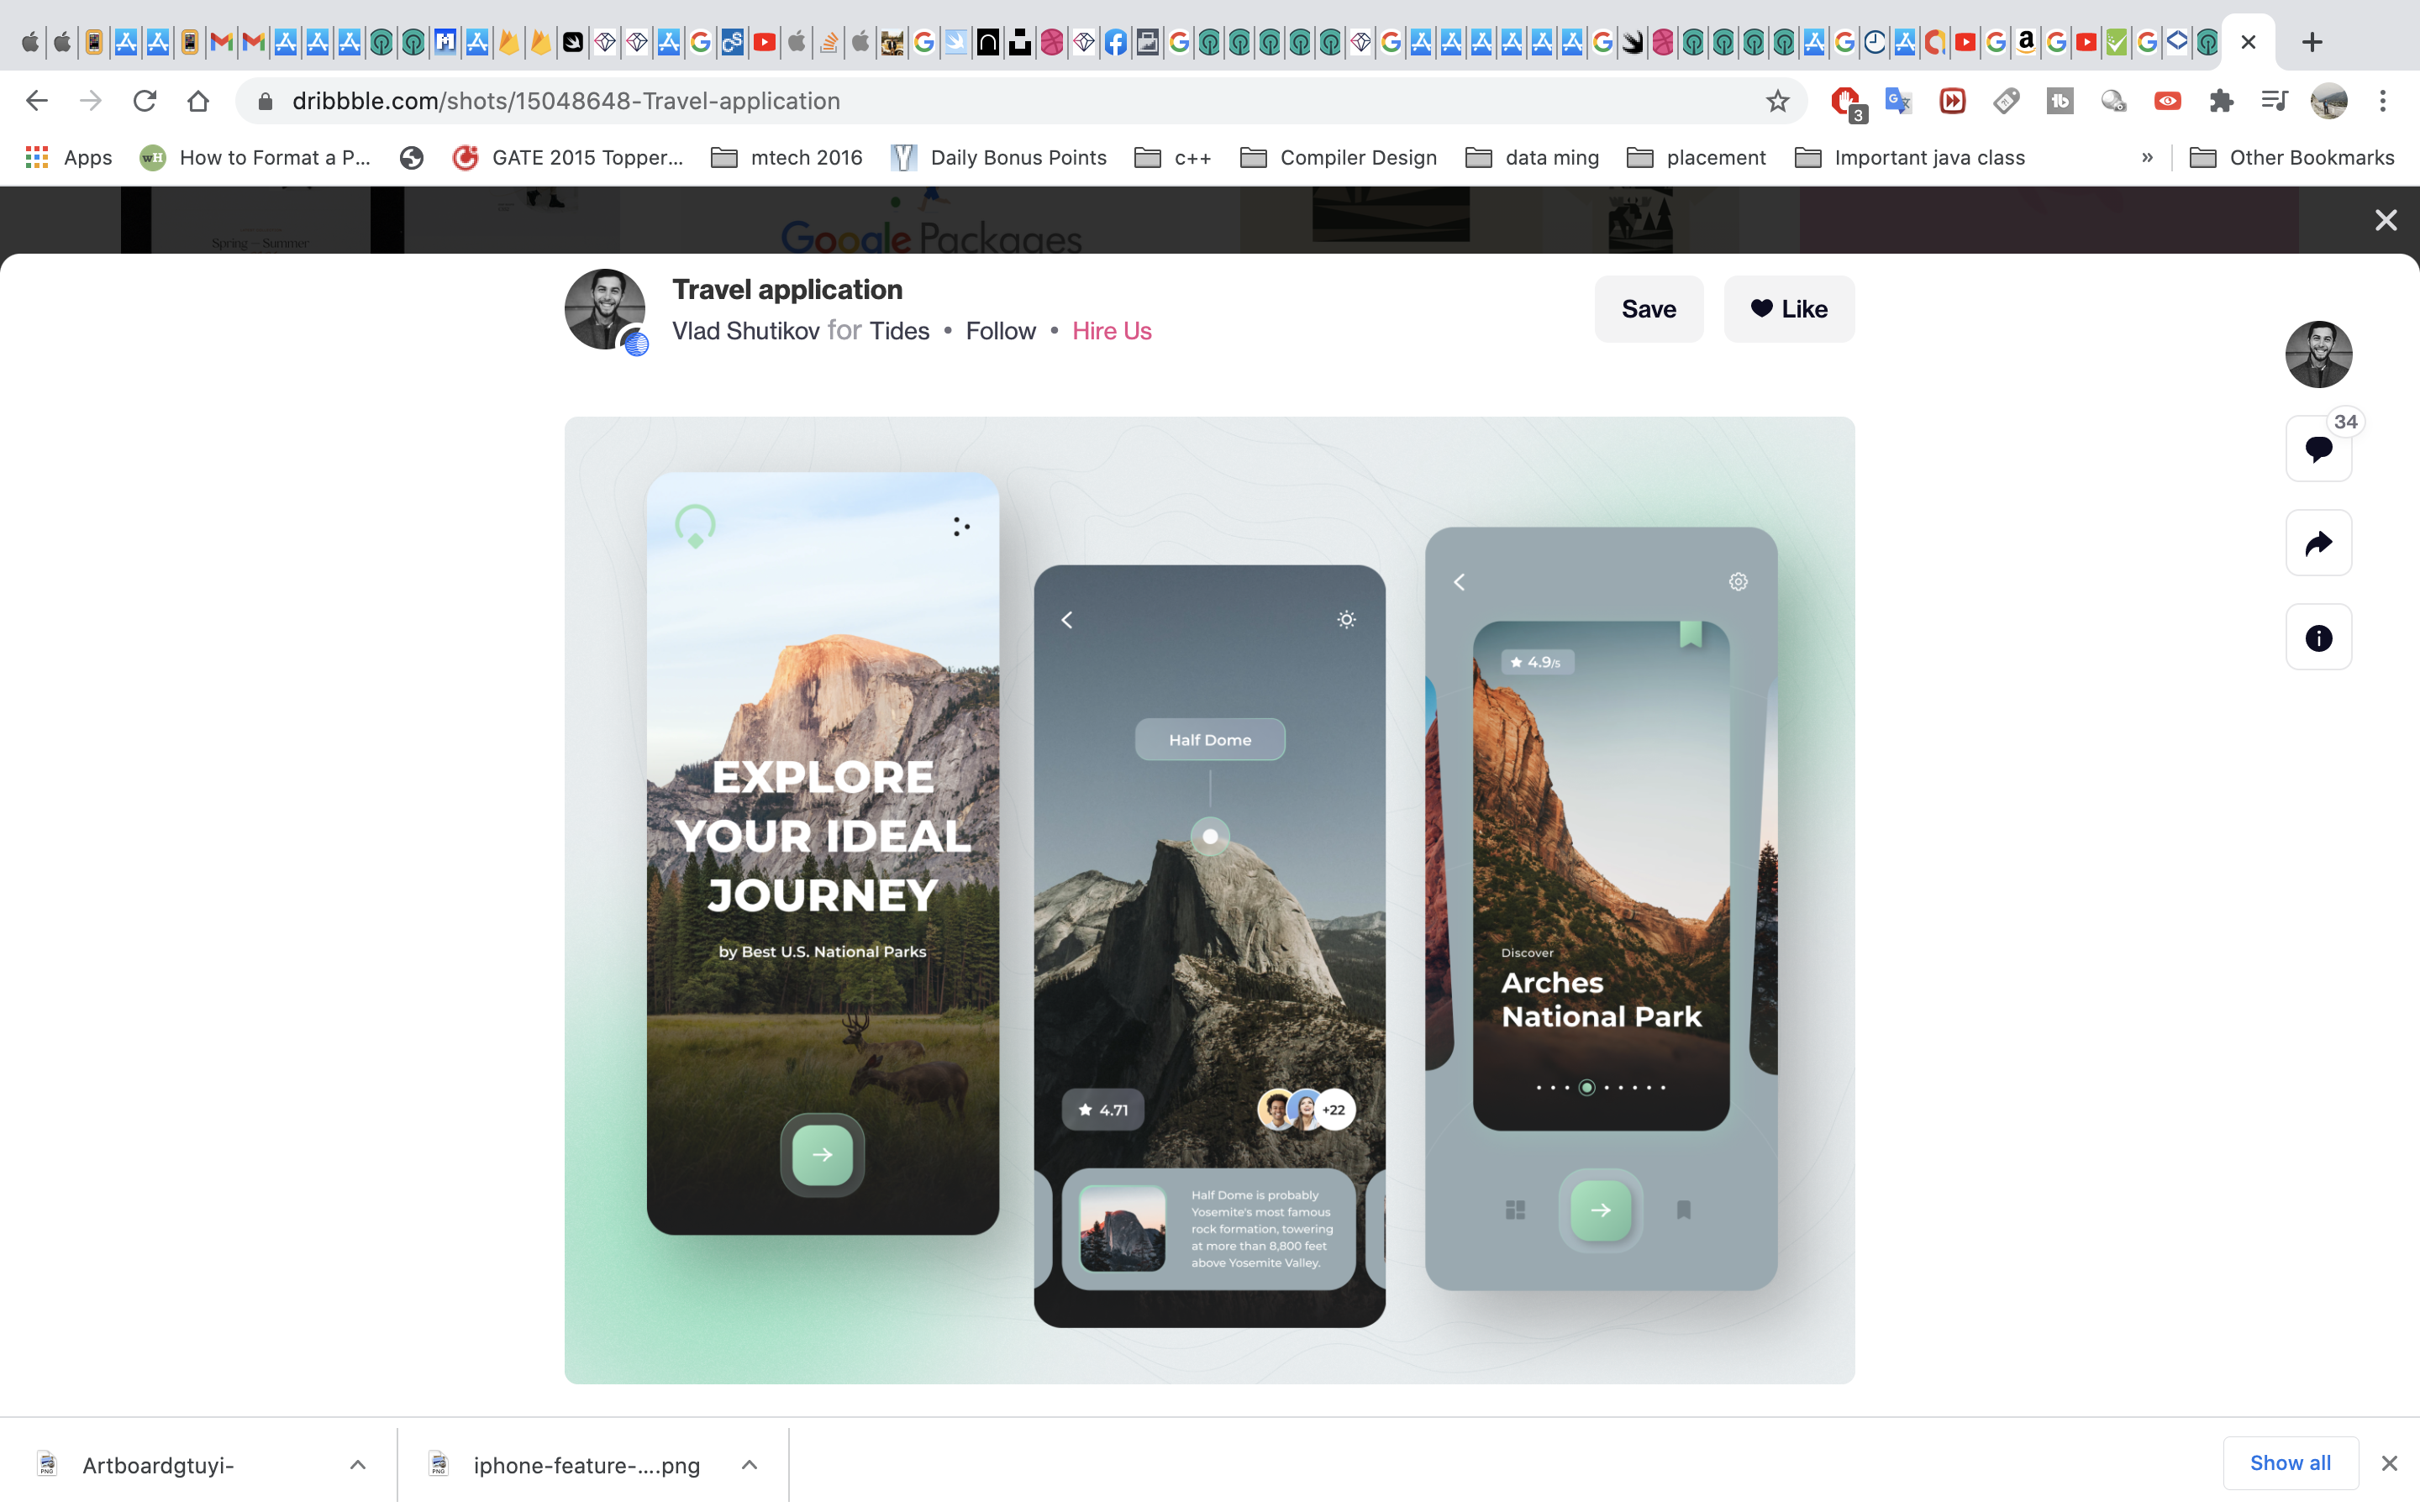 3
dribbble.com/shots/15048648-Travel-application
Apps
How to Format a P...
GATE 2015 Topper...
mtech 2016
Daily Bonus Points
c++
Compiler Design
data ming
placement
Important java class
»
Other Bookmarks
Spring — Summer
Google Packages
Travel application
Vlad Shutikov for Tides • Follow • Hire Us
Save
Like
34
EXPLORE
YOUR IDEAL
JOURNEY
by Best U.S. National Parks
Half Dome
4.71
+22
Half Dome is probably
Yosemite's most famous
rock formation, towering
at more than 8,800 feet
above Yosemite Valley.
4.9/5
Discover
Arches
National Park
Artboardgtuyi-
iphone-feature-....png
Show all